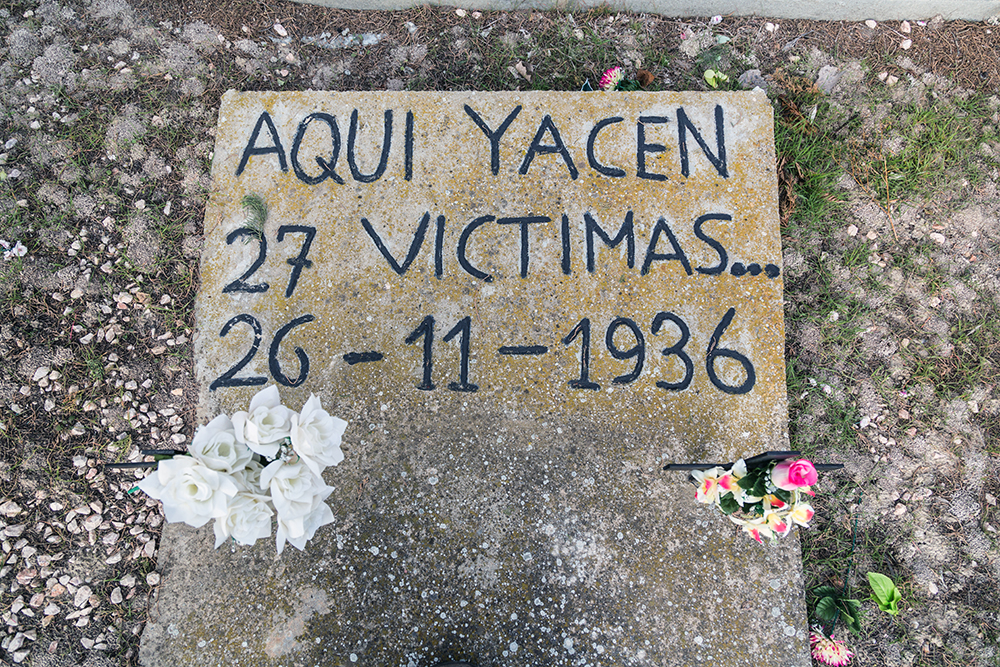 AQUI YACEN
27 VICTIMAS...
26-11-1936